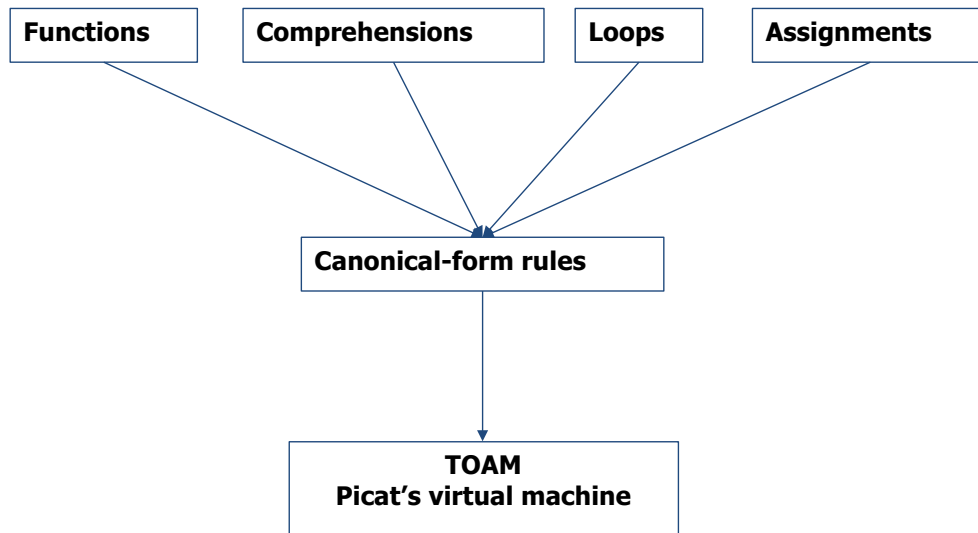 Functions
Comprehensions
Loops
Assignments
Canonical-form rules
TOAM
Picat’s virtual machine